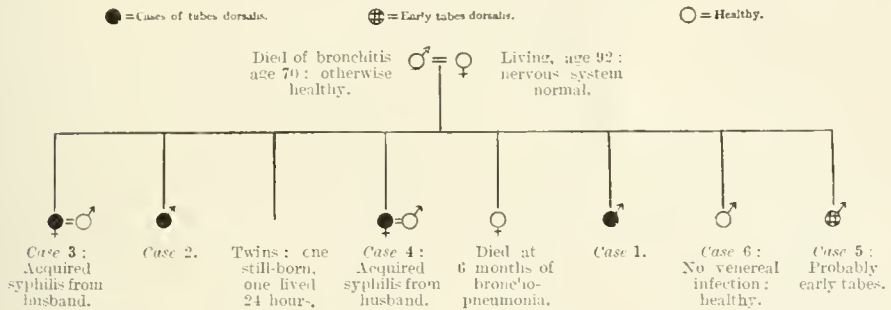 ● = Cases of tabes dorsalis. = Early tabes dorsalis. ○ = Healthy.
Died of bronchitis
age 70: otherwise
healthy.
♂ = ♀
Living, age 92:
nervous system
normal.
Case 3:
Acquired
syphilis from
husband.
Case 2.
Twins: one
still-born,
one lived
24 hours.
Case 4:
Acquired
syphilis from
husband.
Died at
6 months of
broncho-
pneumonia.
Case 1.
Case 6:
No venereal
infection:
healthy.
Case 5:
Probably
early tabes.